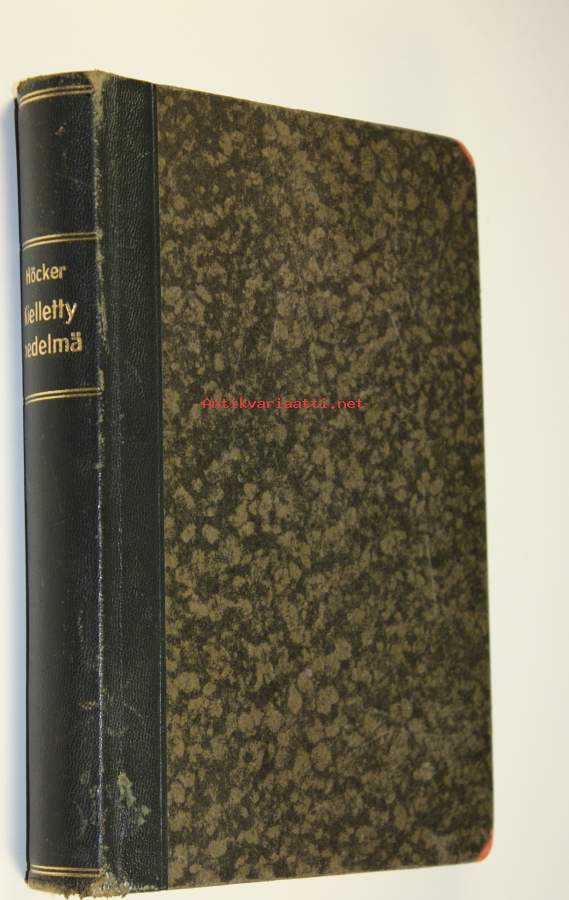 Höcker
Kielletty
hedelmä
Antikvariaatti.net